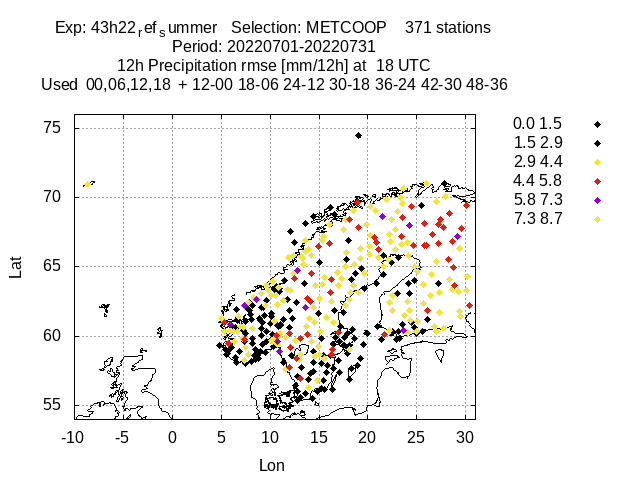 Exp: 43h22refsummer   Selection: METCOOP    371 stations
Period: 20220701-20220731
12h Precipitation rmse [mm/12h] at  18 UTC
Used  00,06,12,18  + 12-00 18-06 24-12 30-18 36-24 42-30 48-36
0.0 1.5
1.5 2.9
2.9 4.4
4.4 5.8
5.8 7.3
7.3 8.7
75
70
65
60
55
Lat
-10 -5 0 5 10 15 20 25 30
Lon